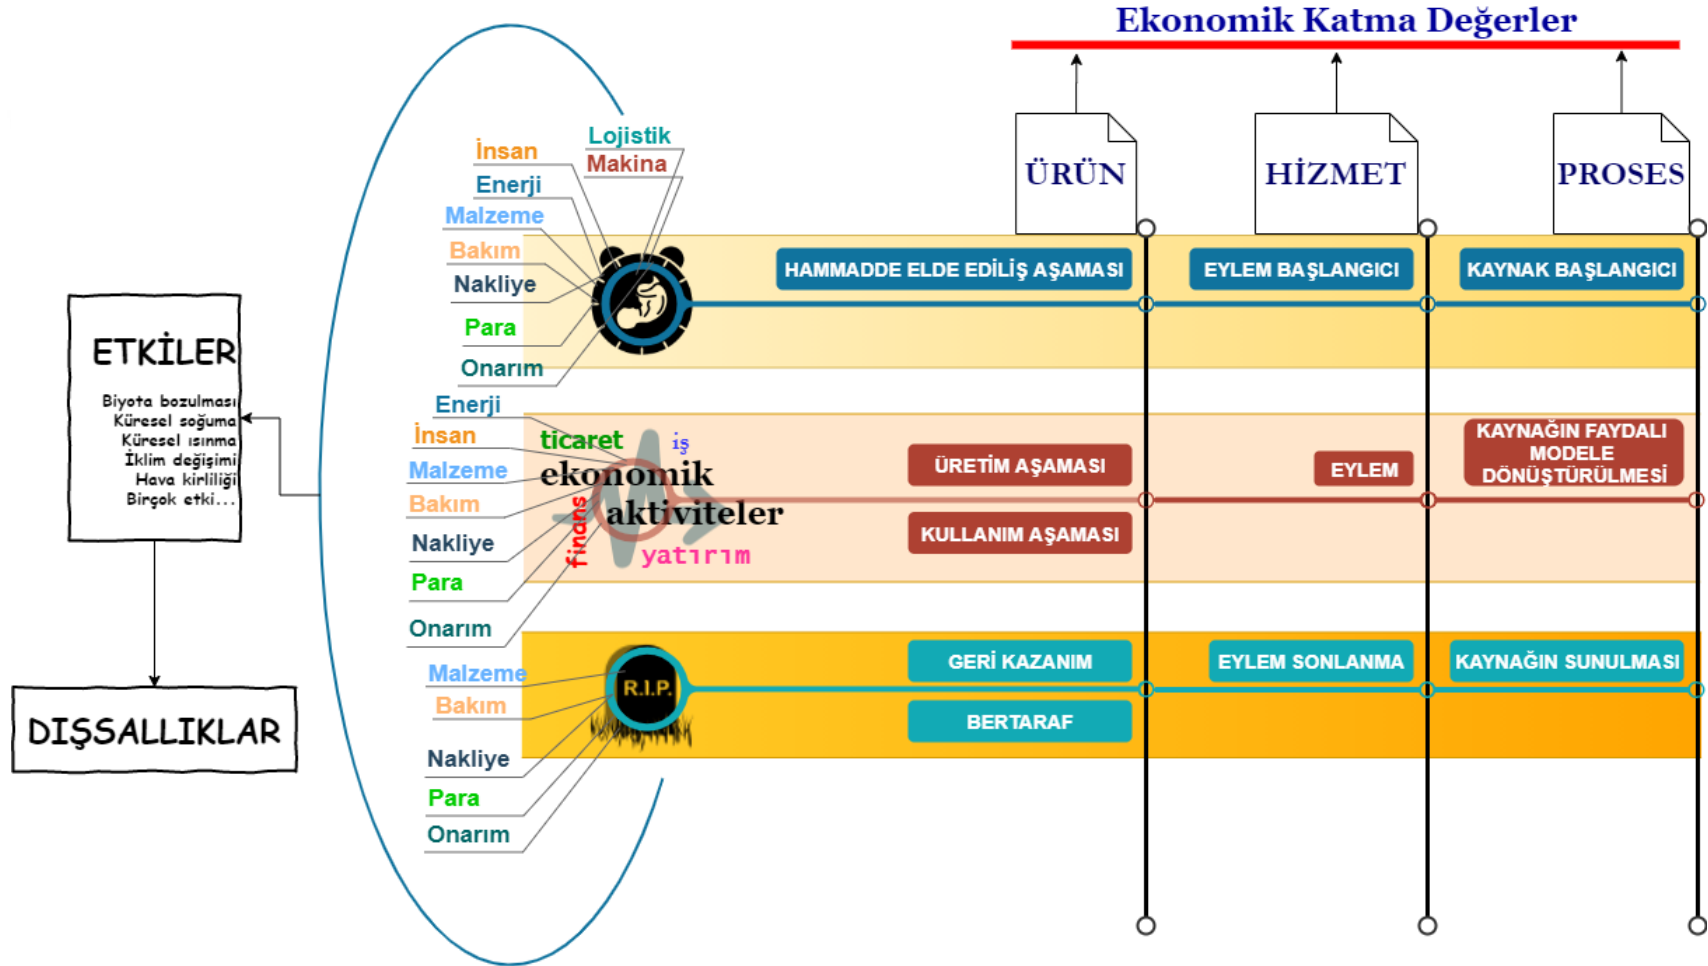 Ekonomik Katma Değerler
ÜRÜN
HİZMET
PROSES
Lojistik
Makina
İnsan
Enerji
Malzeme
Bakım
Nakliye
Para
Onarım
HAMMADDE ELDE EDİLİŞ AŞAMASI
EYLEM BAŞLANGICI
KAYNAK BAŞLANGICI
ETKİLER
Biyota bozulması
Küresel soğuma
Küresel ısınma
İklim değişimi
Hava kirliliği
Birçok etki...
DIŞSALLIKLAR
Enerji
İnsan
Malzeme
Bakım
Nakliye
Para
Onarım
ticaret
iş
ekonomik
aktiviteler
finans
yatırım
ÜRETİM AŞAMASI
KULLANIM AŞAMASI
EYLEM
KAYNAĞIN FAYDALI
MODELE
DÖNÜŞTÜRÜLMESİ
Malzeme
Bakım
Nakliye
Para
Onarım
R.I.P.
GERİ KAZANIM
BERTARAF
EYLEM SONLANMA
KAYNAĞIN SUNULMASI